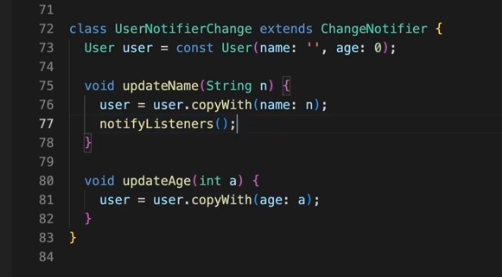 71
72 class UserNotifierChange extends ChangeNotifier {
73   User user = const User(name: '', age: 0);
74
75   void updateName(String n) {
76     user = user.copyWith(name: n);
77     notifyListeners();
78   }
79
80   void updateAge(int a) {
81     user = user.copyWith(age: a);
82   }
83 }
84